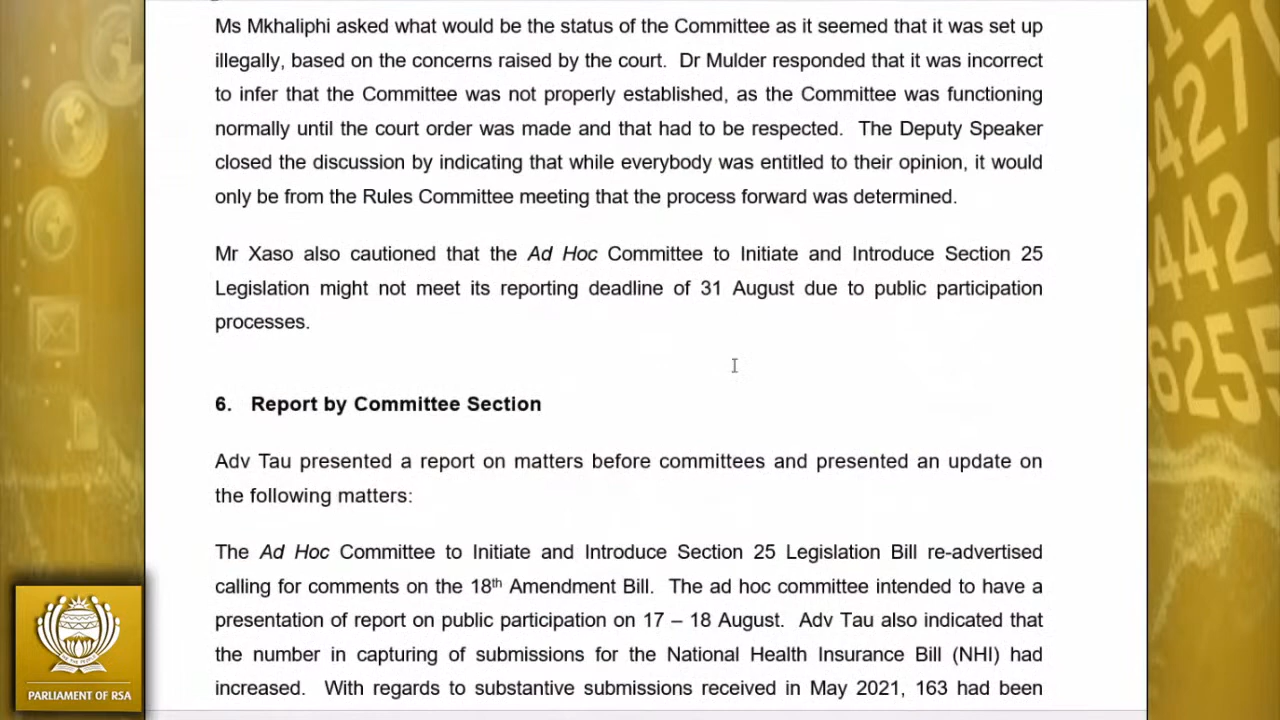 Ms Mkhaliphi asked what would be the status of the Committee as it seemed that it was set up
illegally, based on the concerns raised by the court. Dr Mulder responded that it was incorrect
to infer that the Committee was not properly established, as the Committee was functioning
normally until the court order was made and that had to be respected. The Deputy Speaker
closed the discussion by indicating that while everybody was entitled to their opinion, it would
only be from the Rules Committee meeting that the process forward was determined.
Mr Xaso also cautioned that the Ad Hoc Committee to Initiate and Introduce Section 25
Legislation might not meet its reporting deadline of 31 August due to public participation
processes.
6. Report by Committee Section
Adv Tau presented a report on matters before committees and presented an update on
the following matters:
The Ad Hoc Committee to Initiate and Introduce Section 25 Legislation Bill re-advertised
calling for comments on the 18th Amendment Bill. The ad hoc committee intended to have a
presentation of report on public participation on 17 – 18 August. Adv Tau also indicated that
the number in capturing of submissions for the National Health Insurance Bill (NHI) had
increased. With regards to substantive submissions received in May 2021, 163 had been
PARLIAMENT OF RSA
427
442
6255